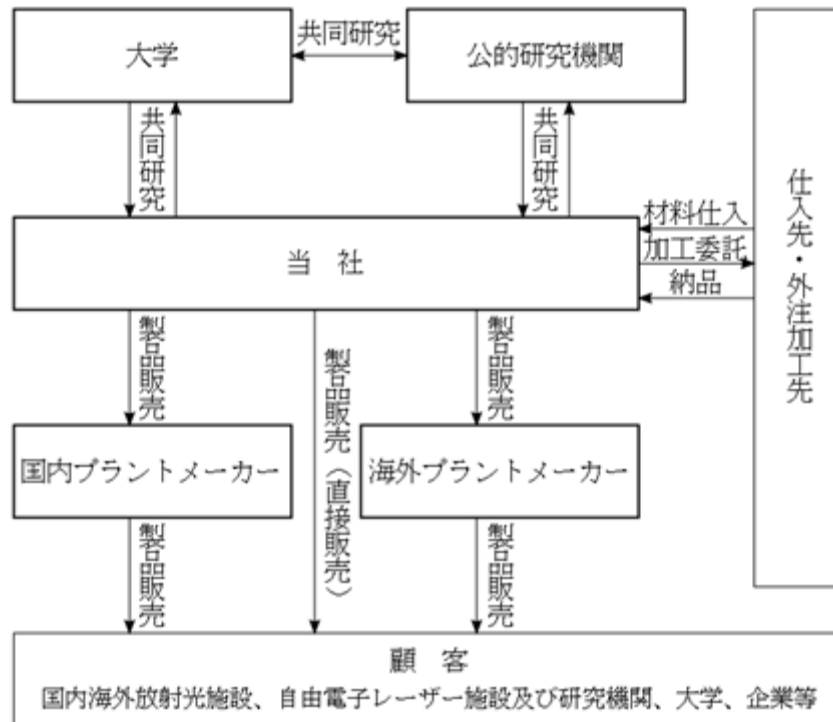 大学
共同研究
公的研究機関
共同研究
共同研究
仕入先・外注加工先
材料仕入
加工委託
納品
当 社
製品販売
製品販売（直接販売）
製品販売
国内プラントメーカー
海外プラントメーカー
製品販売
製品販売
顧 客
国内海外放射光施設、自由電子レーザー施設及び研究機関、大学、企業等